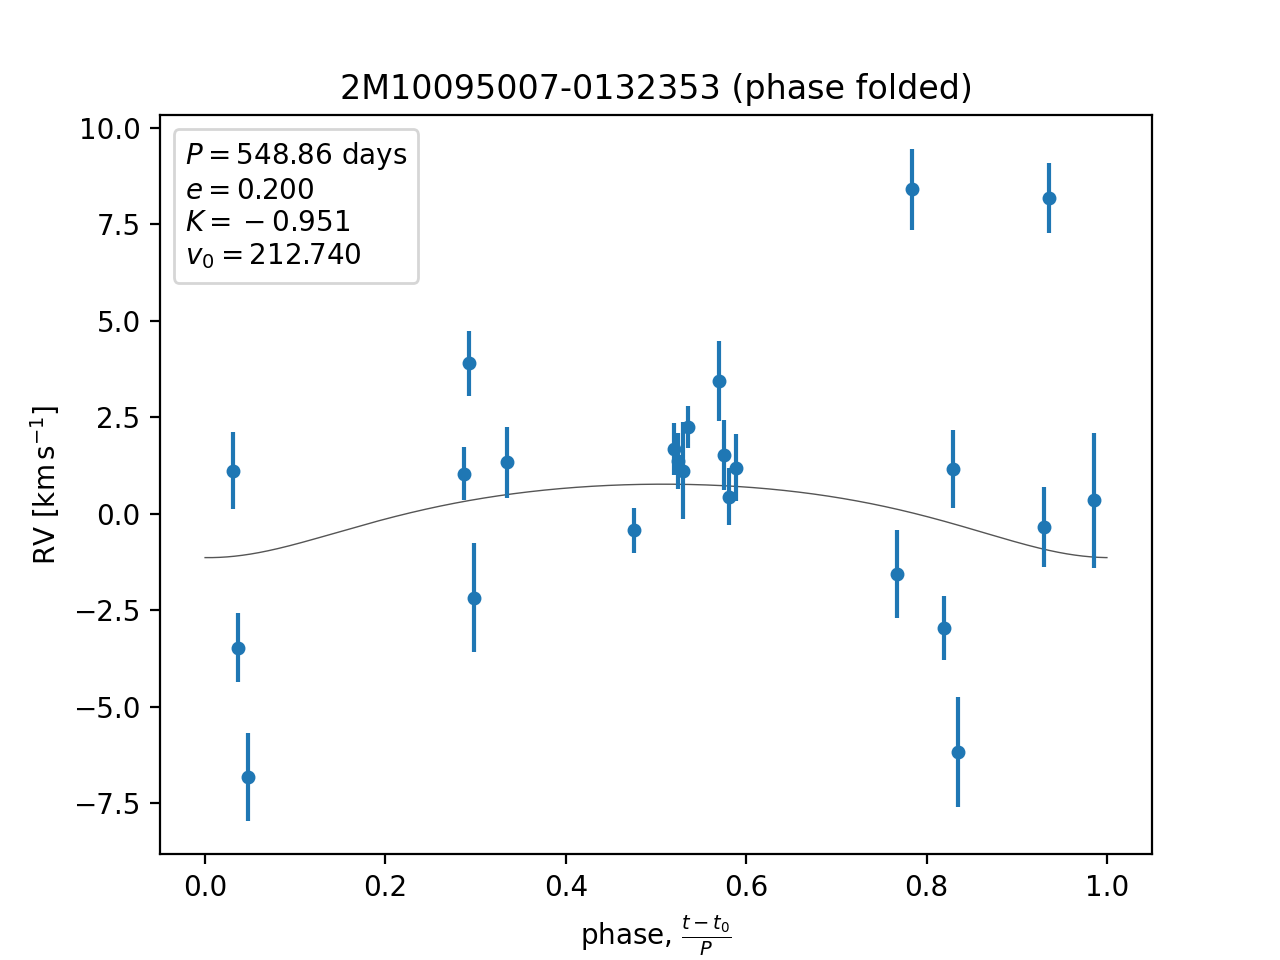 2M10095007-0132353 (phase folded)
P = 548.86 days
e = 0.200
K = −0.951
v₀ = 212.740
10.0
7.5
5.0
2.5
0.0
−2.5
−5.0
−7.5
RV [km s⁻¹]
0.0 0.2 0.4 0.6 0.8 1.0
phase, (t − t₀)/P